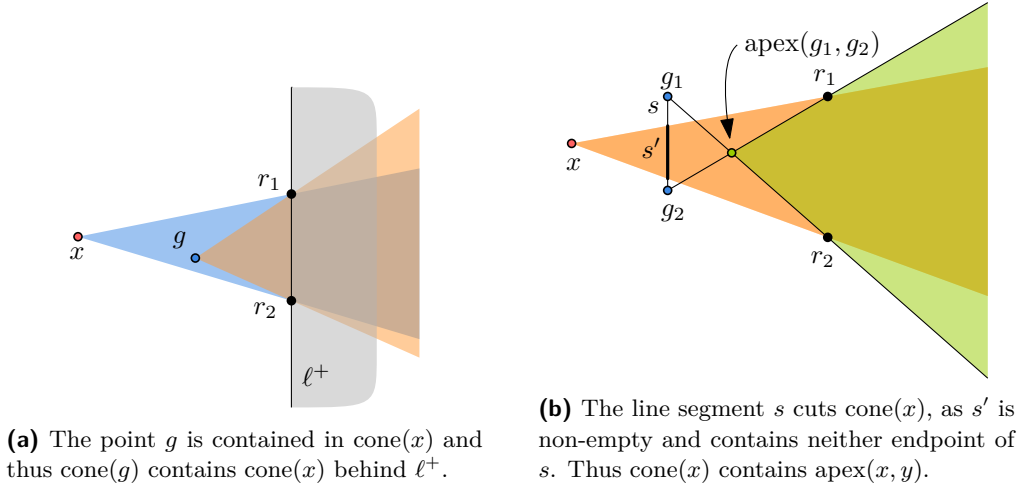 apex(g₁, g₂)
g₁
r₁
s
s′
x
g₂
r₂
r₁
g
x
r₂
ℓ⁺
(a) The point g is contained in cone(x) and
thus cone(g) contains cone(x) behind ℓ⁺.
(b) The line segment s cuts cone(x), as s′ is
non-empty and contains neither endpoint of
s. Thus cone(x) contains apex(x, y).